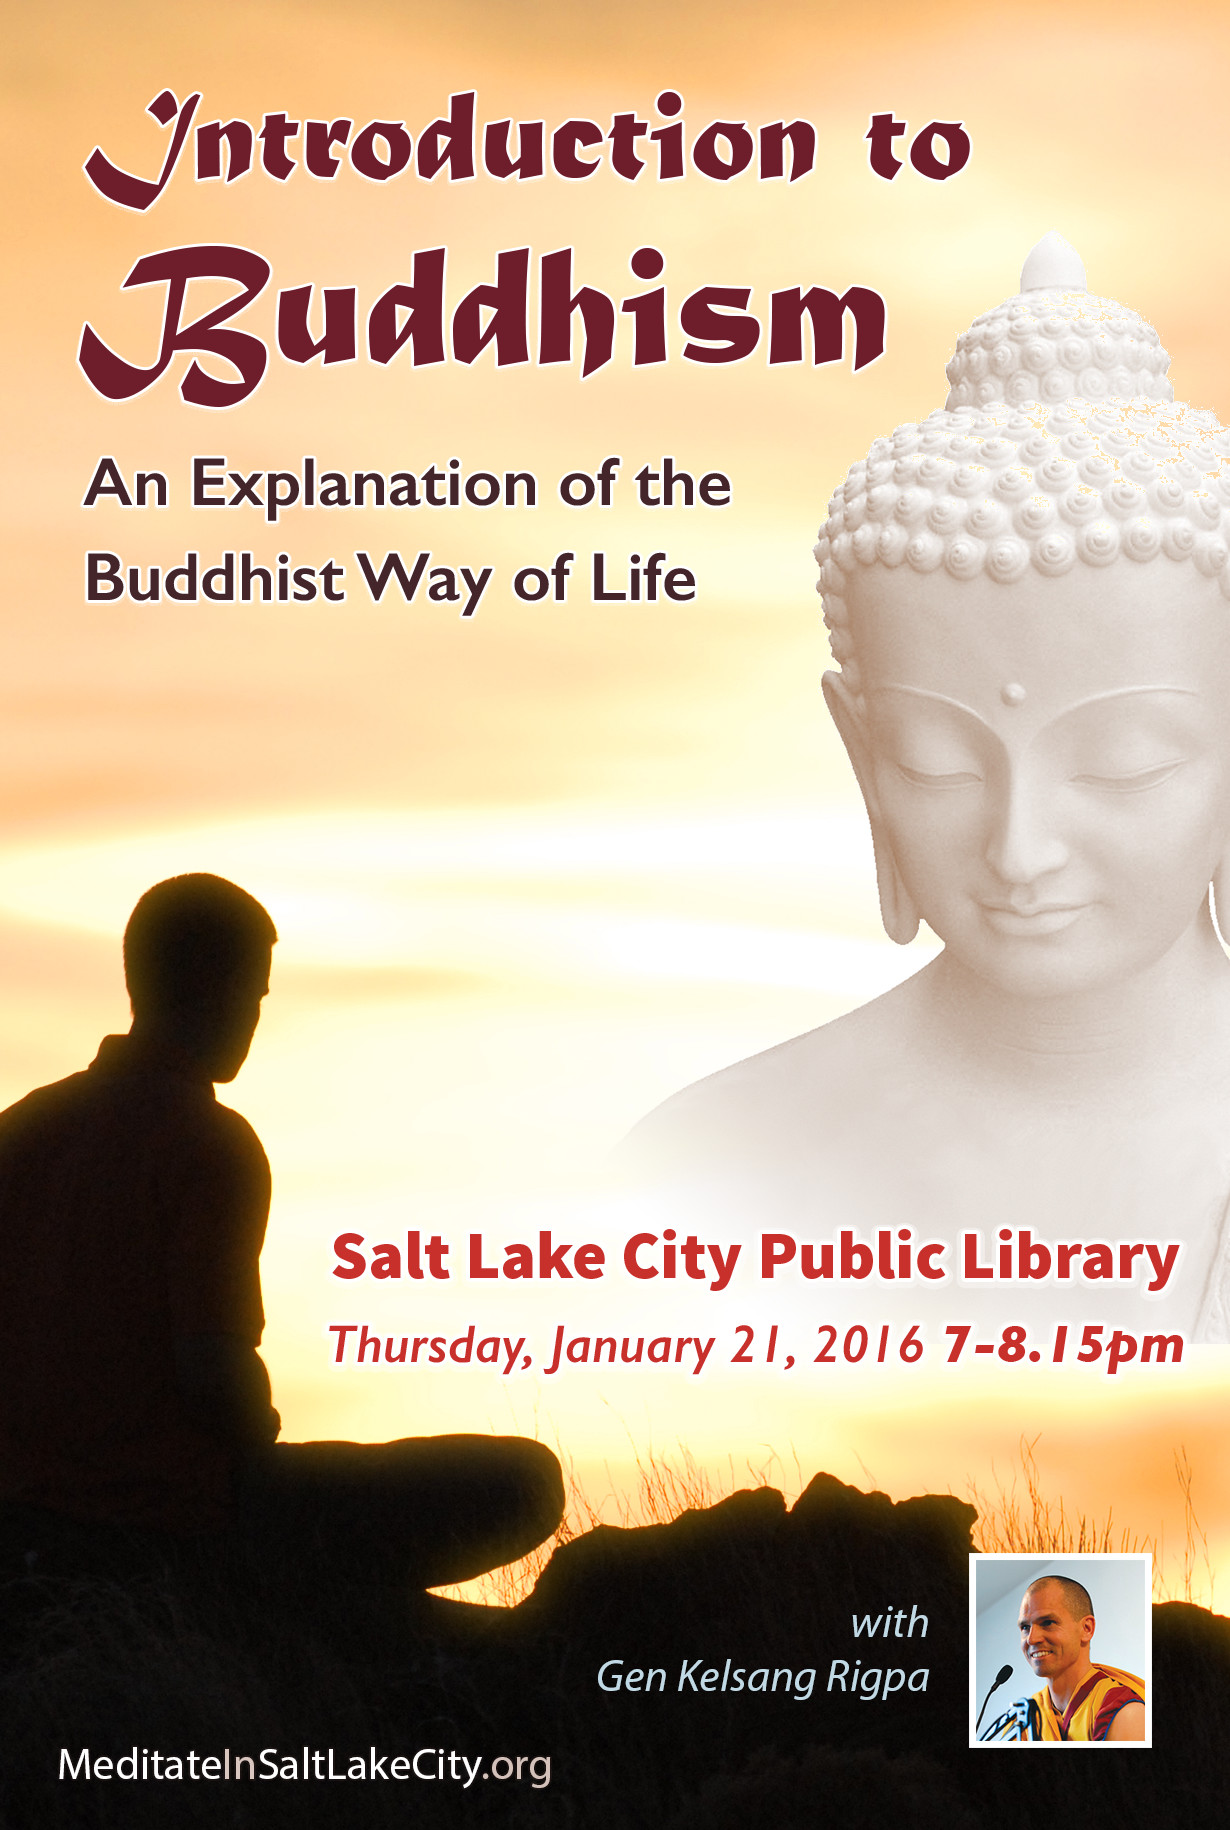 Introduction to
Buddhism
An Explanation of the
Buddhist Way of Life
Salt Lake City Public Library
Thursday, January 21, 2016 7-8.15pm
with
Gen Kelsang Rigpa
MeditateInSaltLakeCity.org